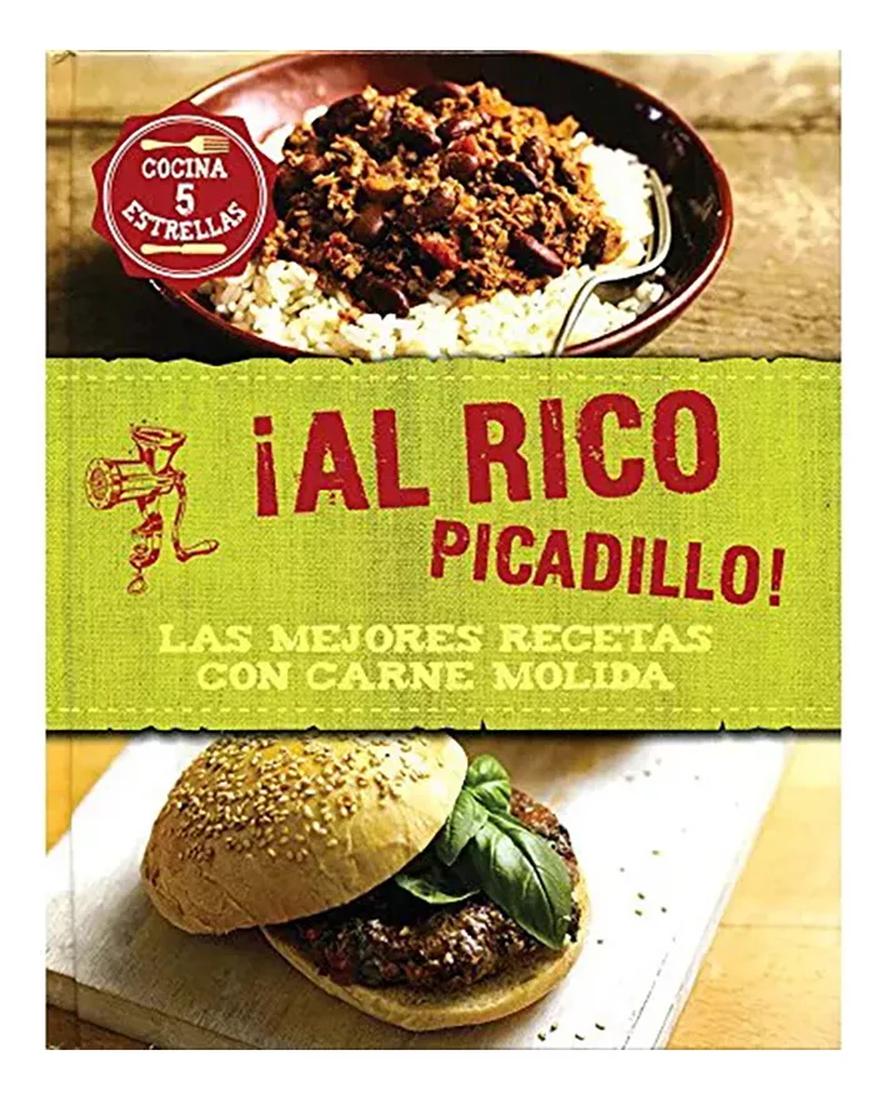 COCINA
5
ESTRELLAS
¡AL RICO
PICADILLO!
LAS MEJORES RECETAS
CON CARNE MOLIDA